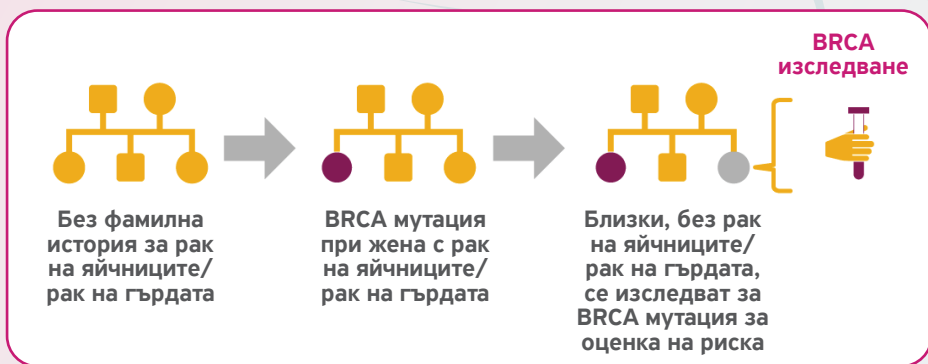 BRCA
изследване
Без фамилна
история за рак
на яйчниците/
рак на гърдата
BRCA мутация
при жена с рак
на яйчниците/
рак на гърдата
Близки, без рак
на яйчниците/
рак на гърдата,
се изследват за
BRCA мутация за
оценка на риска